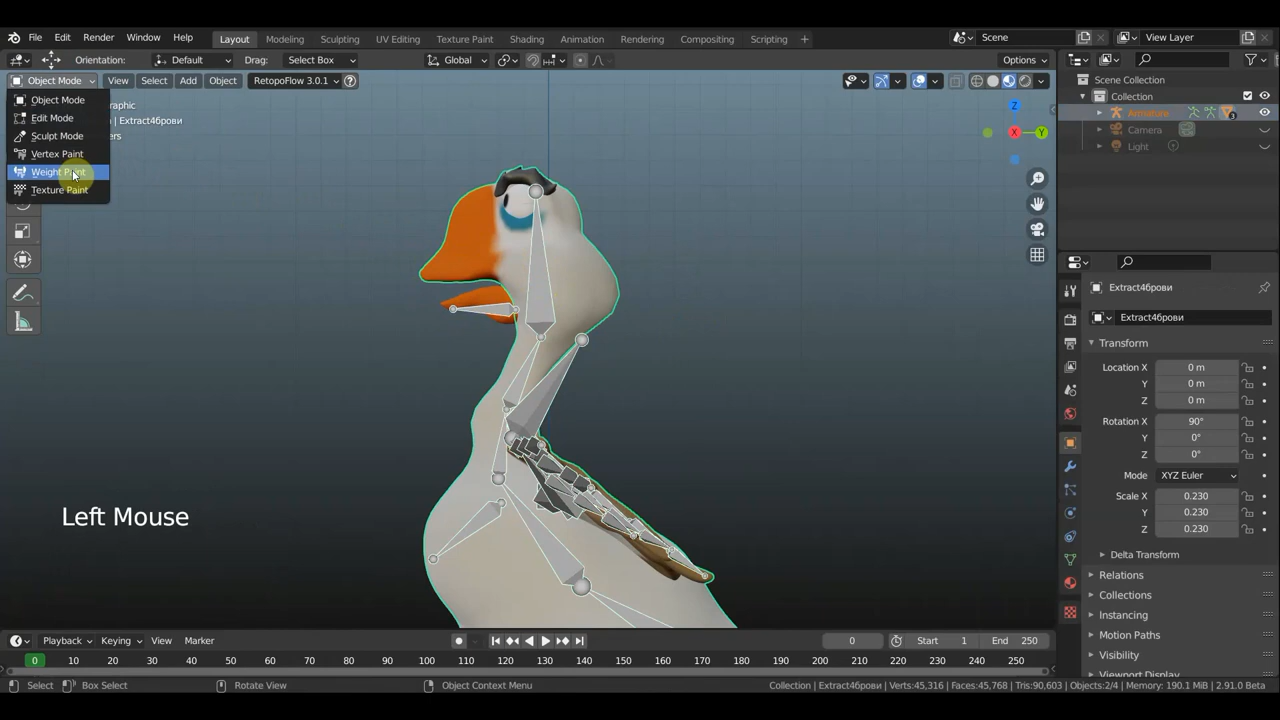 File Edit Render Window Help Layout Modeling Sculpting UV Editing Texture Paint Shading Animation Rendering Compositing Scripting + Scene View Layer
Orientation: Default Drag: Select Box Global Options
Object Mode View Select Add Object RetopoFlow 3.0.1
Scene Collection
Collection
Armature
Camera
Light
Object Mode
Edit Mode
Sculpt Mode
Vertex Paint
Weight Paint
Texture Paint
graphic
| Extract4брови
ers
X Y Z
Extract4брови
Extract4брови
Transform
Location X 0 m
Y 0 m
Z 0 m
Rotation X 90°
Y 0°
Z 0°
Mode XYZ Euler
Scale X 0.230
Y 0.230
Z 0.230
Delta Transform
Relations
Collections
Instancing
Motion Paths
Visibility
Viewport Display
Left Mouse
Playback Keying View Marker 0 Start 1 End 250
0 10 20 30 40 50 60 70 80 90 100 110 120 130 140 150 160 170 180 190 200 210 220 230 240 250
Select Box Select Rotate View Object Context Menu Collection | Extract4брови | Verts:45,316 | Faces:45,768 | Tris:90,603 | Objects:2/4 | Memory: 190.1 MiB | 2.91.0 Beta